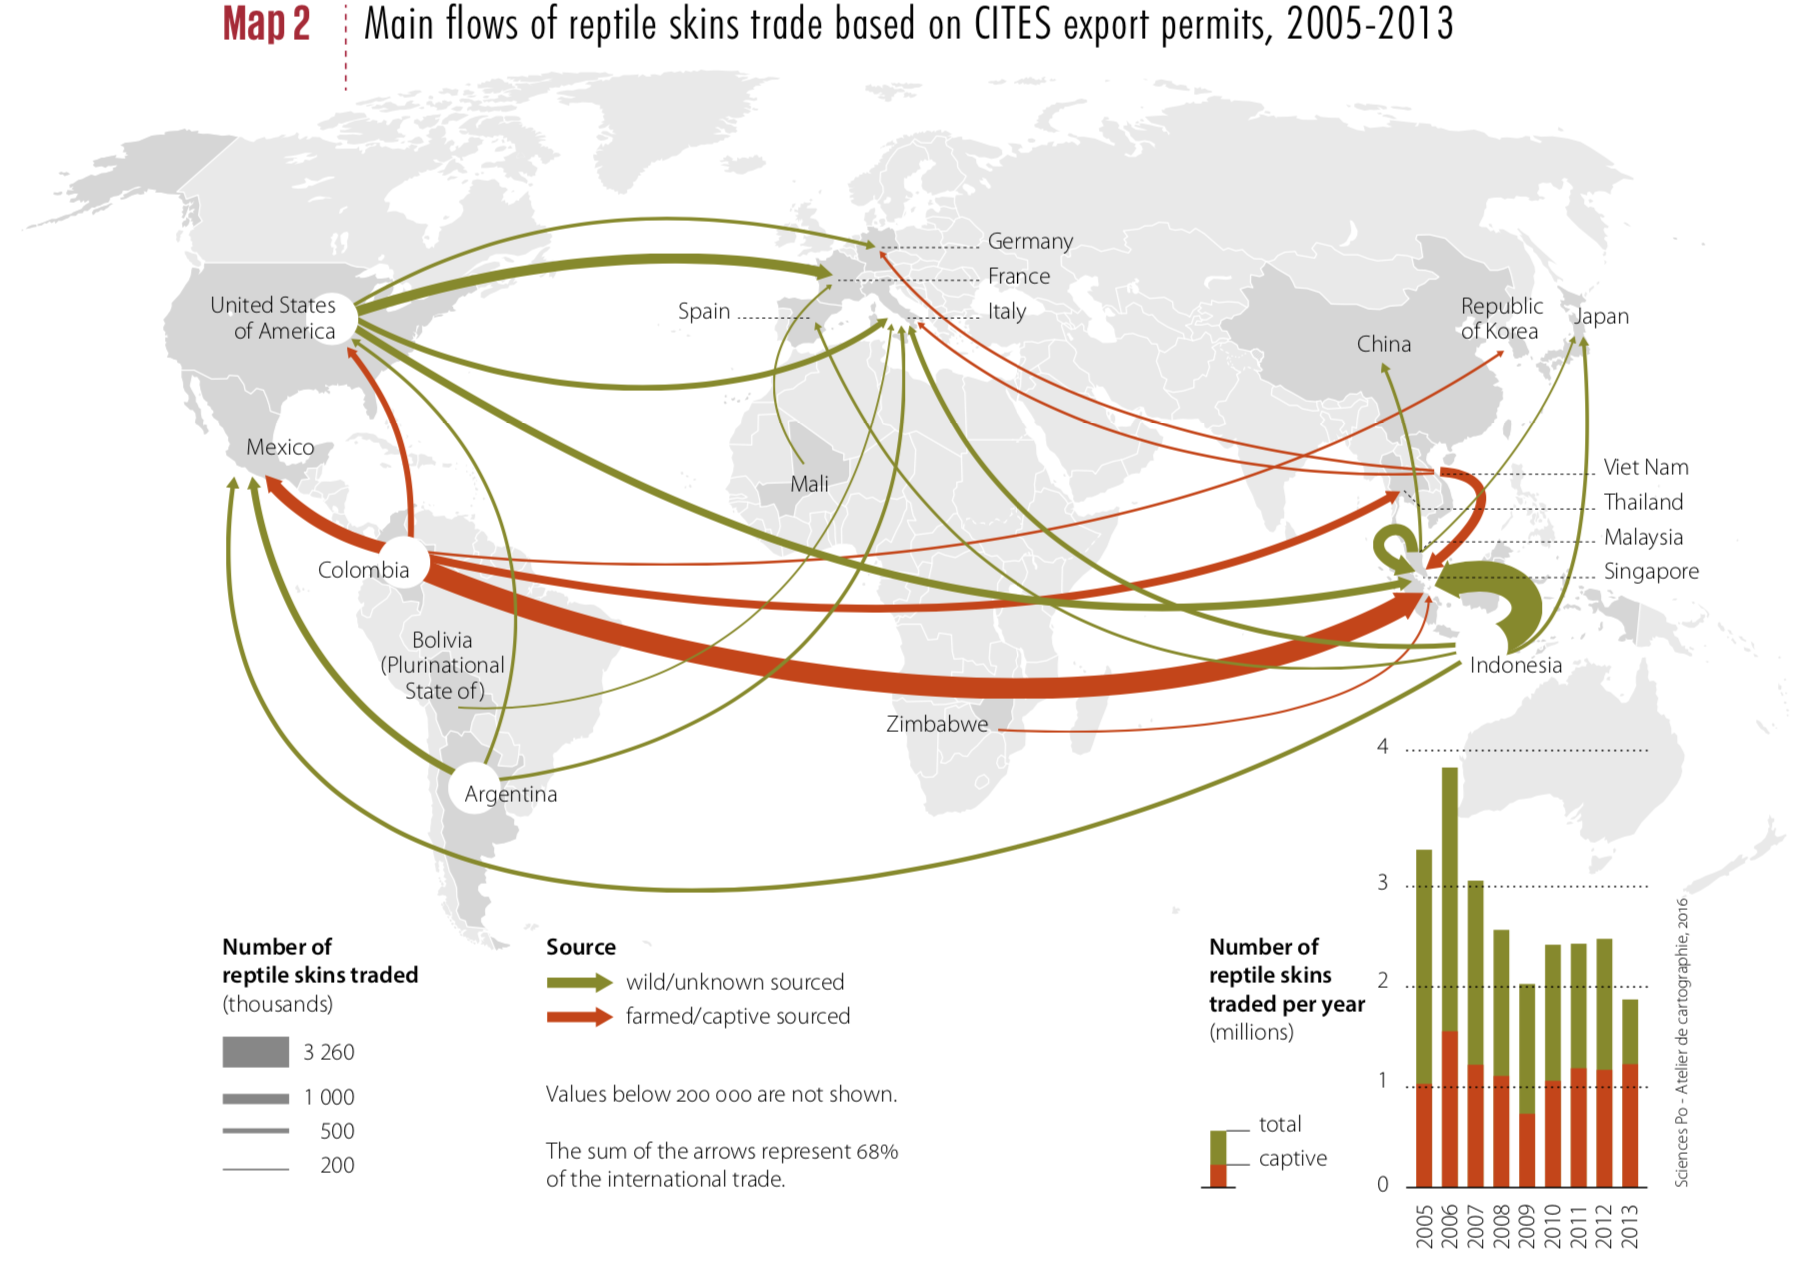 Map 2
Main flows of reptile skins trade based on CITES export permits, 2005-2013
Germany
France
Italy
Spain
United States
of America
Republic
of Korea
Japan
China
Mexico
Mali
Viet Nam
Thailand
Malaysia
Singapore
Colombia
Bolivia
(Plurinational
State of)
Indonesia
Zimbabwe
Argentina
Number of
reptile skins traded
(thousands)
3 260
1 000
500
200
Source
wild/unknown sourced
farmed/captive sourced
Values below 200 000 are not shown.
The sum of the arrows represent 68%
of the international trade.
Number of
reptile skins
traded per year
(millions)
total
captive
4
3
2
1
0
2005
2006
2007
2008
2009
2010
2011
2012
2013
Sciences Po - Atelier de cartographie, 2016